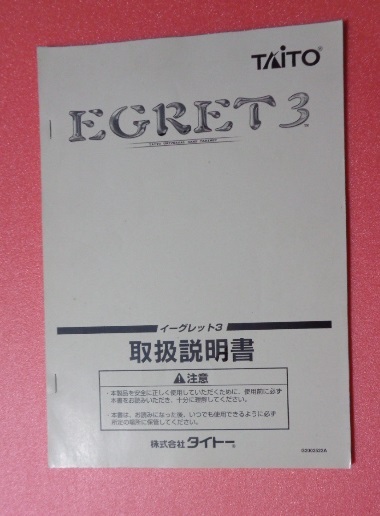 TAITO®
EGRET 3™
イーグレット3
取扱説明書
⚠注意
・本製品を安全に正しく使用していただくために、使用前に必ず
本書をお読みいただき、十分に理解してください。
・本書は、お読みになった後、いつでも使用できるように必ず
所定の場所に保管してください。
株式会社タイトー